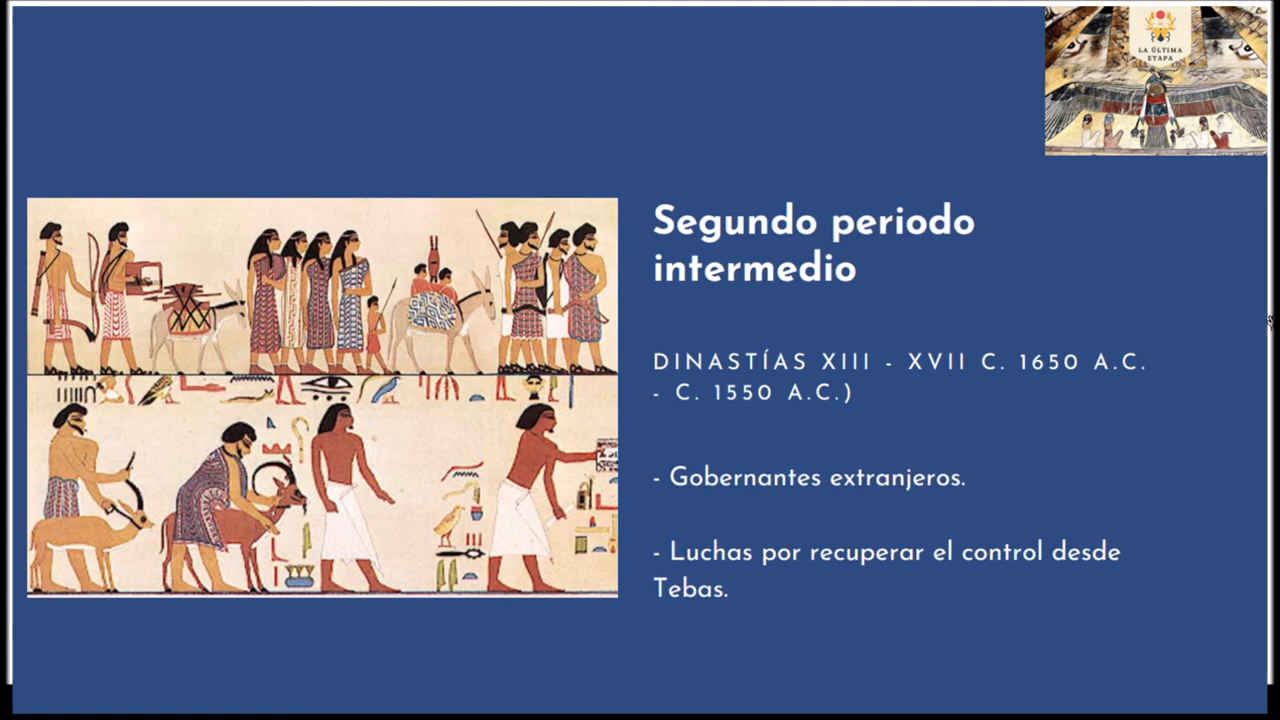 LA ÚLTIMA
ETAPA
Segundo periodo
intermedio
DINASTÍAS XIII - XVII C. 1650 A.C.
- C. 1550 A.C.)
- Gobernantes extranjeros.
- Luchas por recuperar el control desde
Tebas.